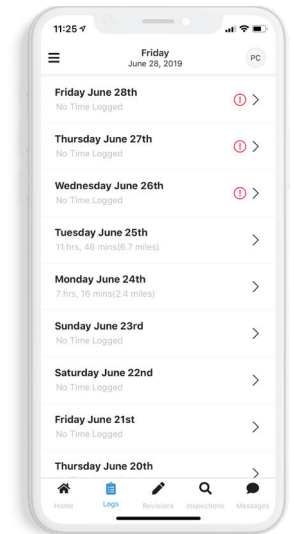 11:25
Friday
June 28, 2019
PC
Friday June 28th
No Time Logged
Thursday June 27th
No Time Logged
Wednesday June 26th
No Time Logged
Tuesday June 25th
11 hrs, 46 mins(6.7 miles)
Monday June 24th
7 hrs, 16 mins(2.4 miles)
Sunday June 23rd
No Time Logged
Saturday June 22nd
No Time Logged
Friday June 21st
No Time Logged
Thursday June 20th
Home Logs Revisions Inspections Messages